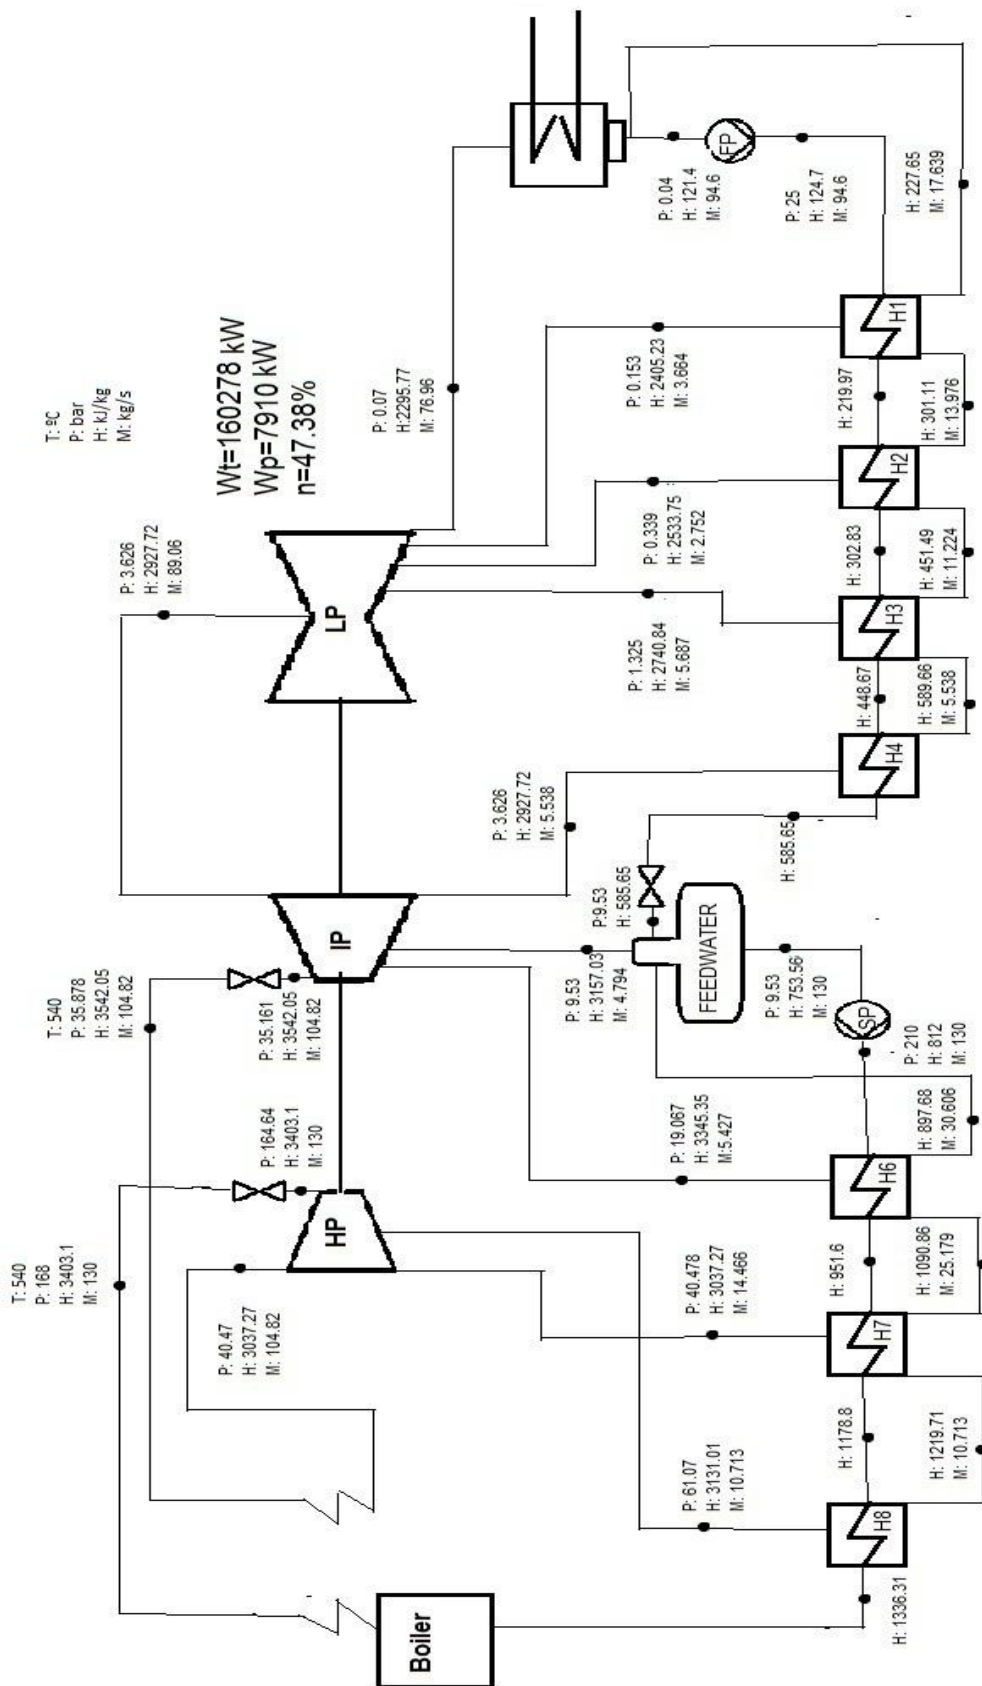 T: ºC
P: bar
H: kJ/kg
M: kg/s
Wt=160278 kW
Wp=7910 kW
n=47.38%
T: 540
P: 168
H: 3403.1
M: 130
T: 540
P: 35.878
H: 3542.05
M: 104.82
P: 3.626
H: 2927.72
M: 89.06
P: 40.47
H: 3037.27
M: 104.82
P: 164.64
H: 3403.1
M: 130
P: 35.161
H: 3542.05
M: 104.82
P: 0.07
H:2295.77
M: 76.96
Boiler
HP
IP
LP
P: 61.07
H: 3131.01
M: 10.713
P: 40.478
H: 3037.27
M: 14.466
P: 19.067
H: 3345.35
M:5.427
P: 9.53
H: 3157.03
M: 4.794
P:9.53
H: 585.65
P: 3.626
H: 2927.72
M: 5.538
P: 1.325
H: 2740.84
M: 5.687
P: 0.339
H: 2533.75
M: 2.752
P: 0.153
H: 2405.23
M: 3.664
P: 0.04
H: 121.4
M: 94.6
FP
P: 25
H: 124.7
M: 94.6
FEEDWATER
P: 9.53
H: 753.56
M: 130
SP
P: 210
H: 812
M: 130
H: 1336.31
H8
H: 1178.8
H7
H: 951.6
H6
H: 585.65
H4
H: 448.67
H3
H: 302.83
H2
H: 219.97
H1
H: 1219.71
M: 10.713
H: 1090.86
M: 25.179
H: 897.68
M: 30.606
H: 589.66
M: 5.538
H: 451.49
M: 11.224
H: 301.11
M: 13.976
H: 227.65
M: 17.639